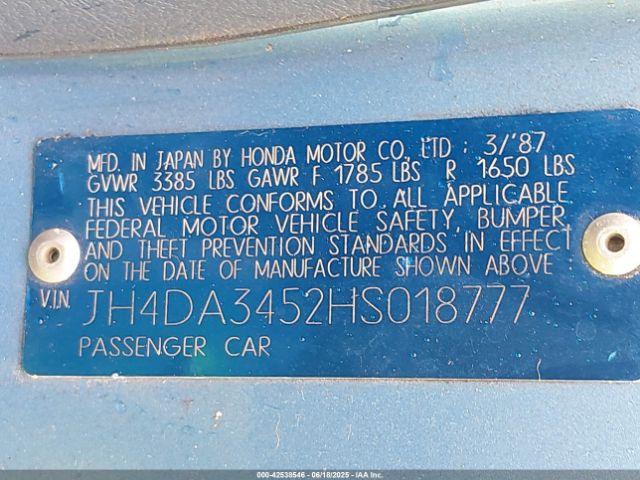 MFD. IN JAPAN BY HONDA MOTOR CO., LTD : 3/'87
GVWR 3385 LBS GAWR F 1785 LBS R 1650 LBS
THIS VEHICLE CONFORMS TO ALL APPLICABLE
FEDERAL MOTOR VEHICLE SAFETY, BUMPER,
AND THEFT PREVENTION STANDARDS IN EFFECT
ON THE DATE OF MANUFACTURE SHOWN ABOVE
V.I.N. JH4DA3452HS018777
PASSENGER CAR
000-42538546 - 06/18/2025 - IAA Inc.